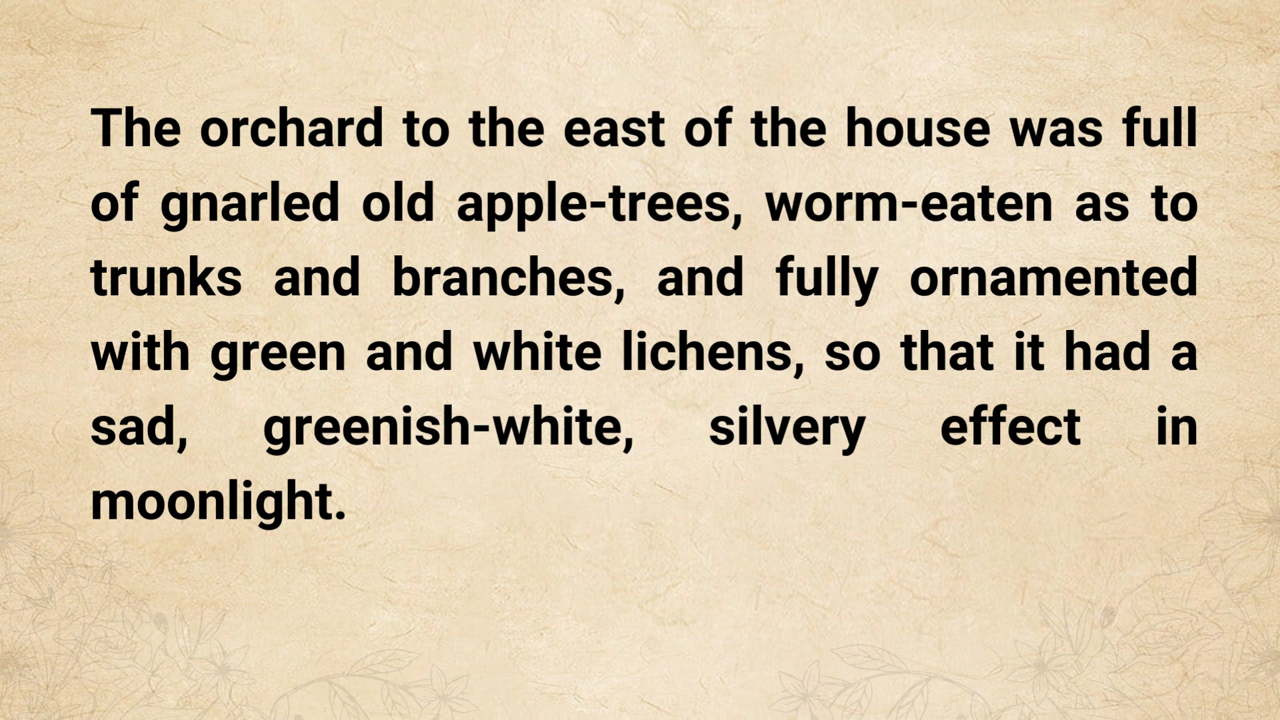 The orchard to the east of the house was full
of gnarled old apple-trees, worm-eaten as to
trunks and branches, and fully ornamented
with green and white lichens, so that it had a
sad, greenish-white, silvery effect in
moonlight.